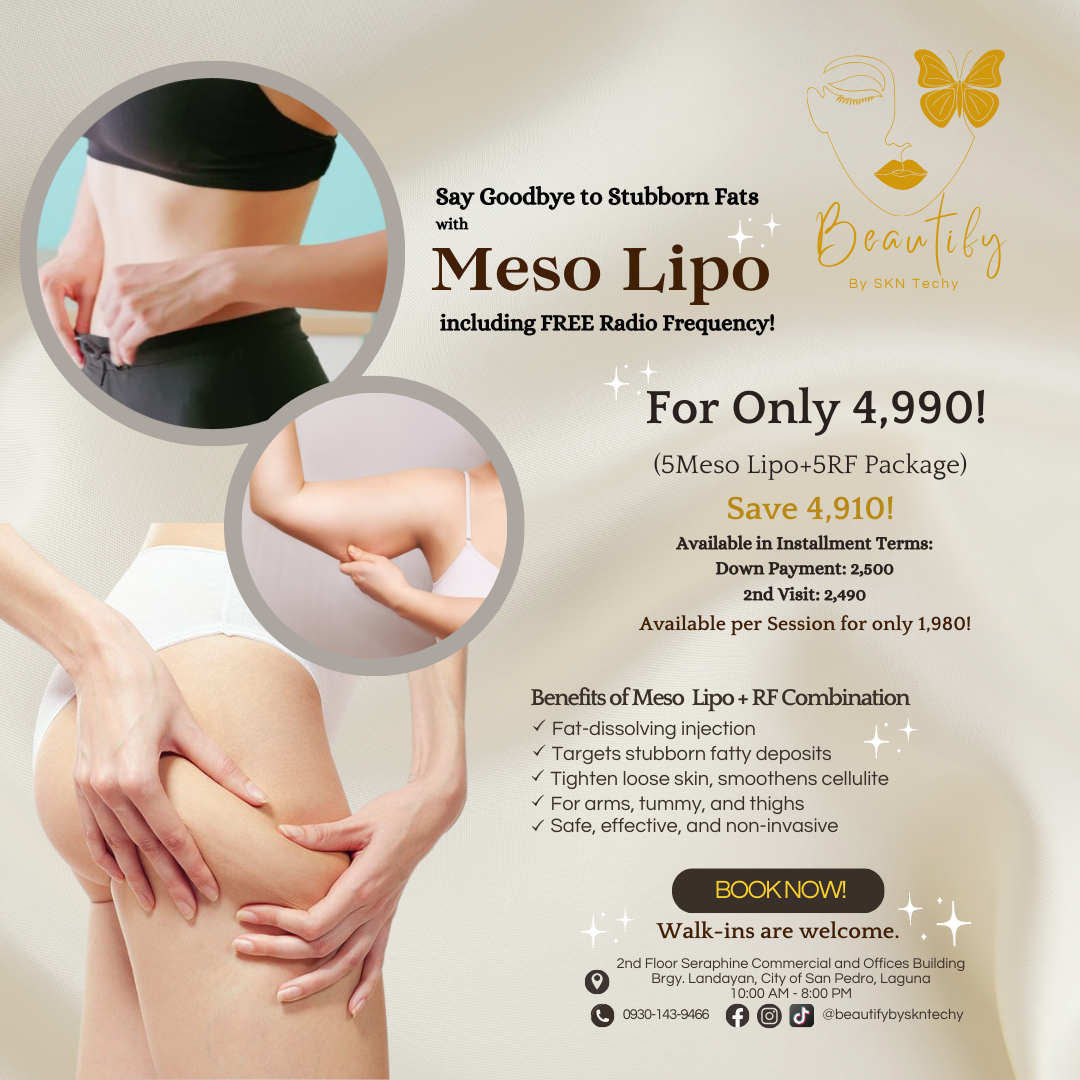 Beautify
By SKN Techy
Say Goodbye to Stubborn Fats
with
Meso Lipo
including FREE Radio Frequency!
For Only 4,990!
(5Meso Lipo+5RF Package)
Save 4,910!
Available in Installment Terms:
Down Payment: 2,500
2nd Visit: 2,490
Available per Session for only 1,980!
Benefits of Meso Lipo + RF Combination
✓ Fat-dissolving injection
✓ Targets stubborn fatty deposits
✓ Tighten loose skin, smoothens cellulite
✓ For arms, tummy, and thighs
✓ Safe, effective, and non-invasive
BOOK NOW!
Walk-ins are welcome.
2nd Floor Seraphine Commercial and Offices Building
Brgy. Landayan, City of San Pedro, Laguna
10:00 AM - 8:00 PM
0930-143-9466 @beautifybyskntechy